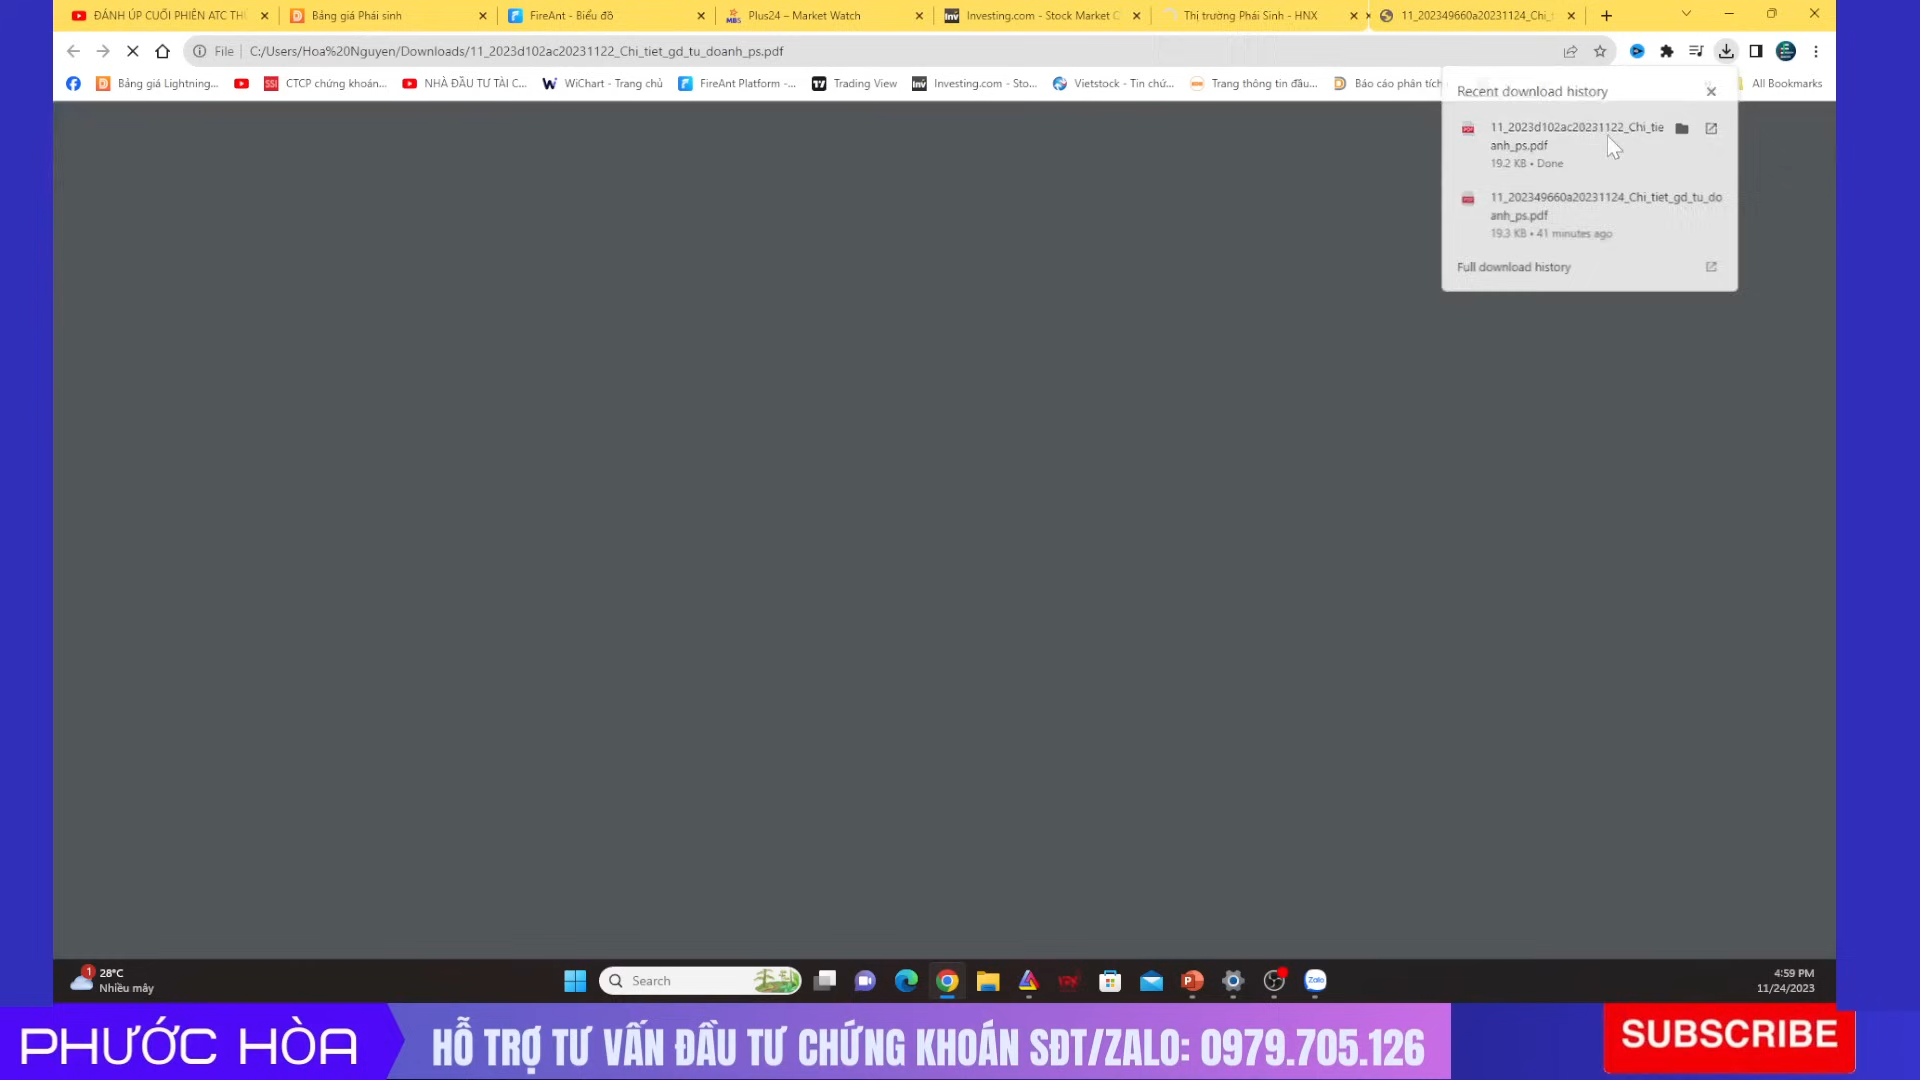 ĐÁNH ÚP CUỐI PHIÊN ATC TH
Bảng giá Phái sinh
FireAnt - Biểu đồ
Plus24 – Market Watch
Investing.com - Stock Market C
Thị trường Phái Sinh - HNX
11_202349660a20231124_Chi_t
File
C:/Users/Hoa%20Nguyen/Downloads/11_2023d102ac20231122_Chi_tiet_gd_tu_doanh_ps.pdf
Bảng giá Lightning...
SSI
CTCP chứng khoán...
NHÀ ĐẦU TƯ TÀI C...
WiChart - Trang chủ
FireAnt Platform -...
Trading View
Inv
Investing.com - Sto...
Vietstock - Tin chứ...
Trang thông tin đầu...
Báo cáo phân tích
All Bookmarks
Recent download history
11_2023d102ac20231122_Chi_tie
anh_ps.pdf
19.2 KB • Done
11_202349660a20231124_Chi_tiet_gd_tu_do
anh_ps.pdf
19.3 KB • 41 minutes ago
Full download history
1
28°C
Nhiều mây
Search
Zalo
4:59 PM
11/24/2023
PHƯỚC HÒA
HỖ TRỢ TƯ VẤN ĐẦU TƯ CHỨNG KHOÁN SĐT/ZALO: 0979.705.126
SUBSCRIBE